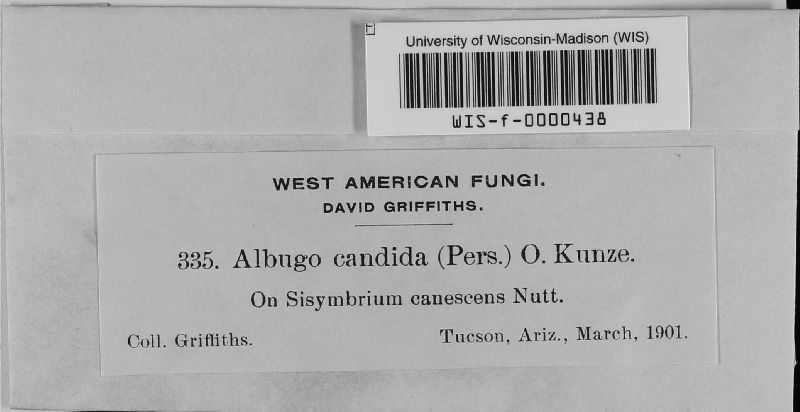 University of Wisconsin-Madison (WIS)
WIS-f-0000438
WEST AMERICAN FUNGI.
DAVID GRIFFITHS.
335. Albugo candida (Pers.) O. Kunze.
On Sisymbrium canescens Nutt.
Coll. Griffiths.
Tucson, Ariz., March, 1901.